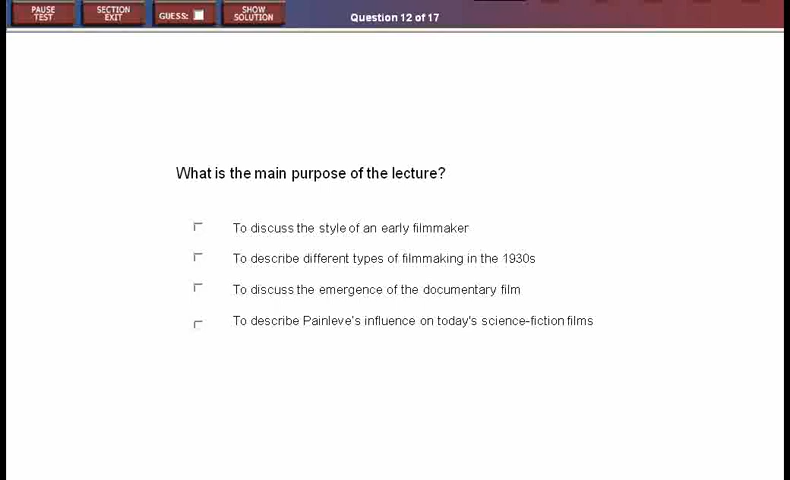 PAUSE TEST
SECTION EXIT
GUESS:
SHOW SOLUTION
Question 12 of 17
What is the main purpose of the lecture?
To discuss the style of an early filmmaker
To describe different types of filmmaking in the 1930s
To discuss the emergence of the documentary film
To describe Painleve's influence on today's science-fiction films